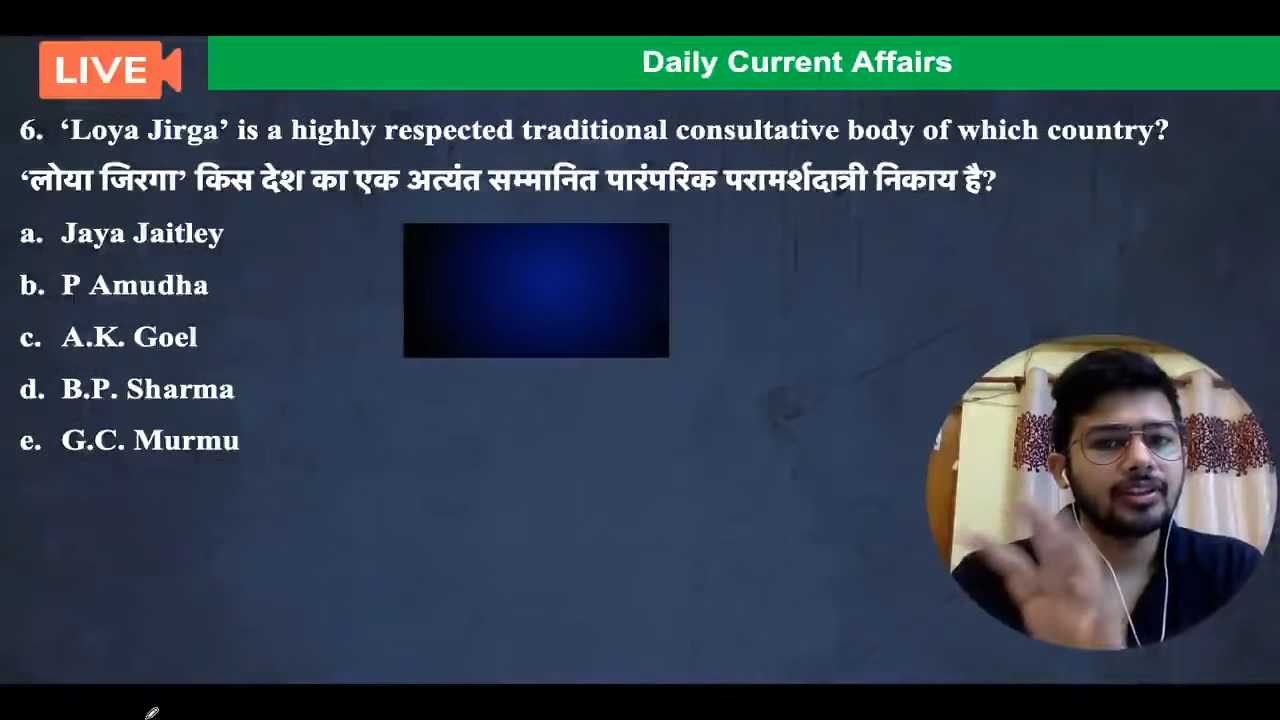 LIVE
Daily Current Affairs
6. ‘Loya Jirga’ is a highly respected traditional consultative body of which country?
‘लोया जिरगा’ किस देश का एक अत्यंत सम्मानित पारंपरिक परामर्शदात्री निकाय है?
a. Jaya Jaitley
b. P Amudha
c. A.K. Goel
d. B.P. Sharma
e. G.C. Murmu